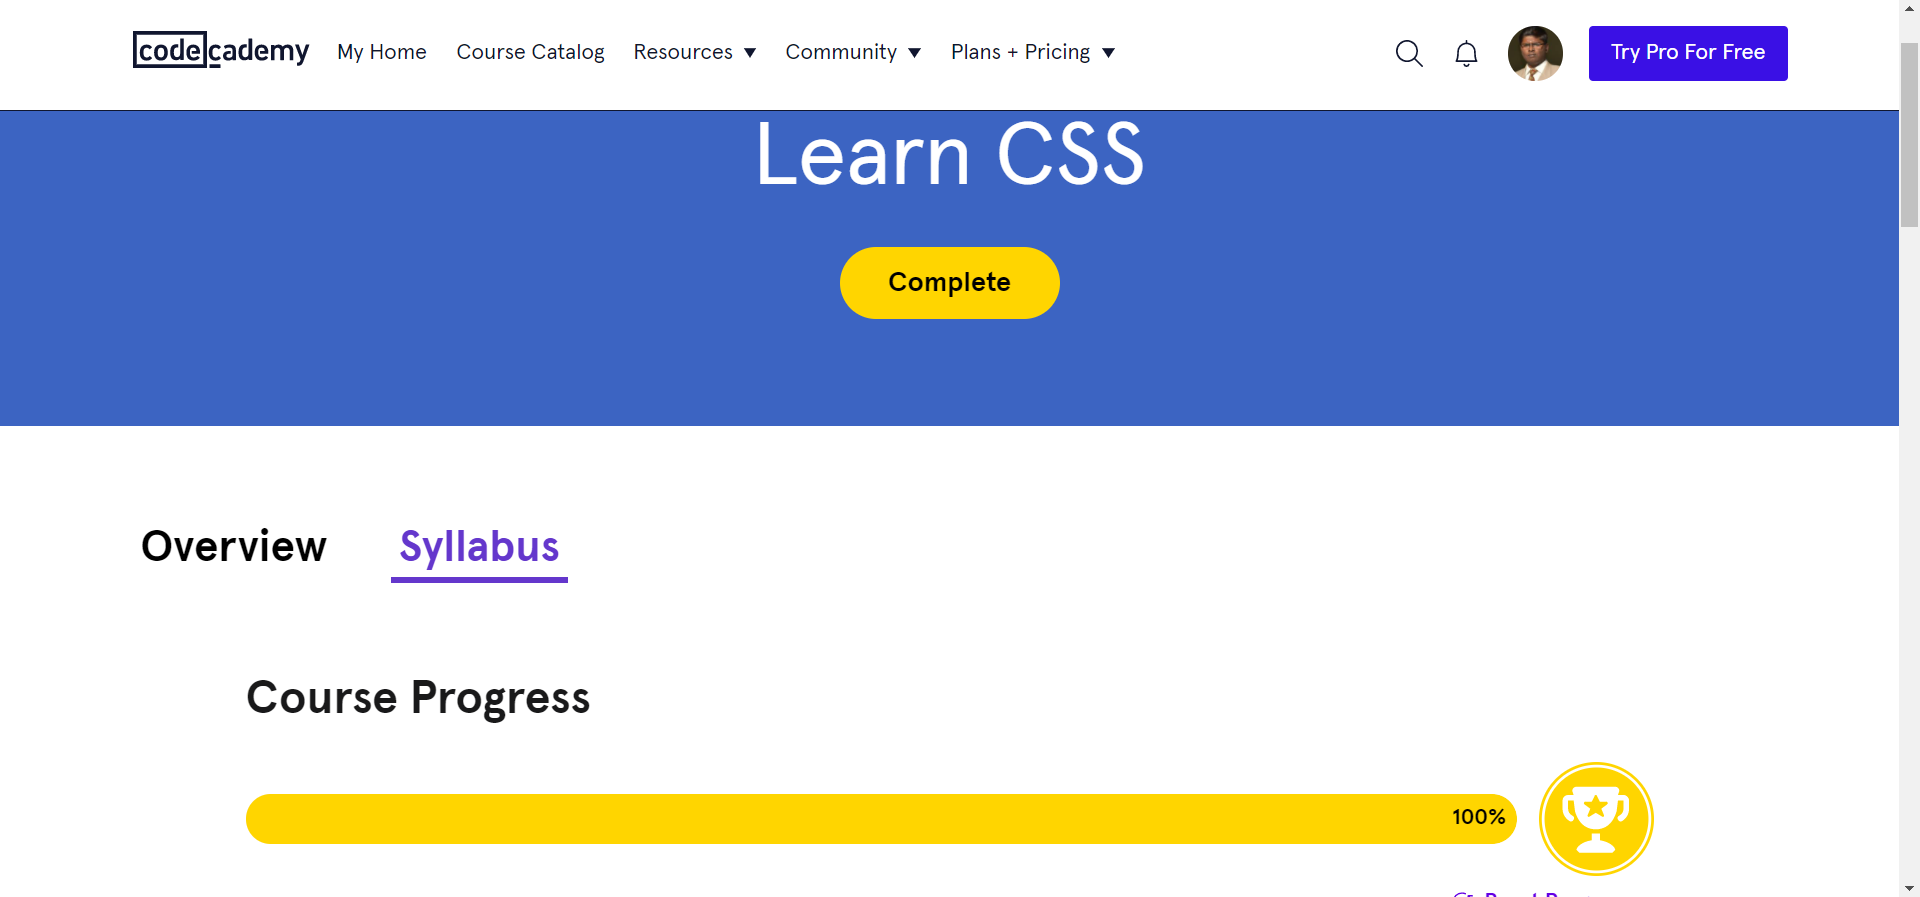 codecademy My Home Course Catalog Resources Community Plans + Pricing Try Pro For Free
Learn CSS
Complete
Overview Syllabus
Course Progress
100%